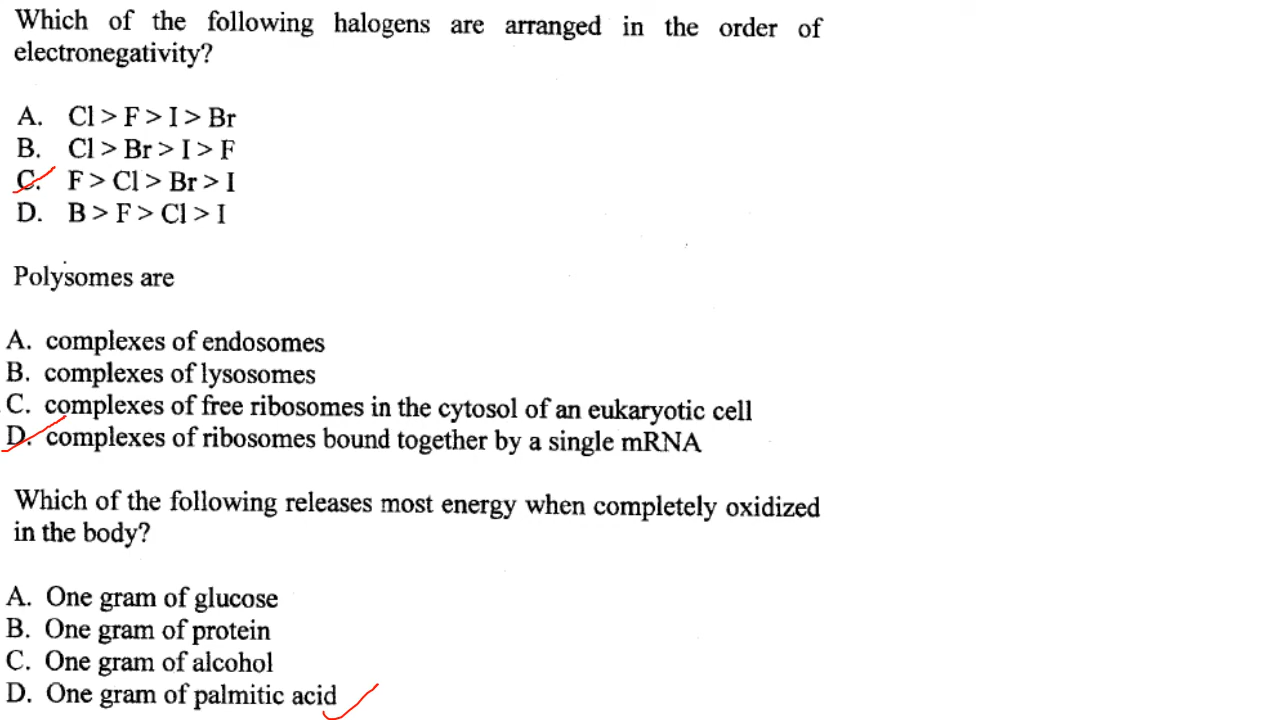 Which of the following halogens are arranged in the order of
electronegativity?
A. Cl > F > I > Br
B. Cl > Br > I > F
C. F > Cl > Br > I
D. B > F > Cl > I
Polysomes are
A. complexes of endosomes
B. complexes of lysosomes
C. complexes of free ribosomes in the cytosol of an eukaryotic cell
D. complexes of ribosomes bound together by a single mRNA
Which of the following releases most energy when completely oxidized
in the body?
A. One gram of glucose
B. One gram of protein
C. One gram of alcohol
D. One gram of palmitic acid